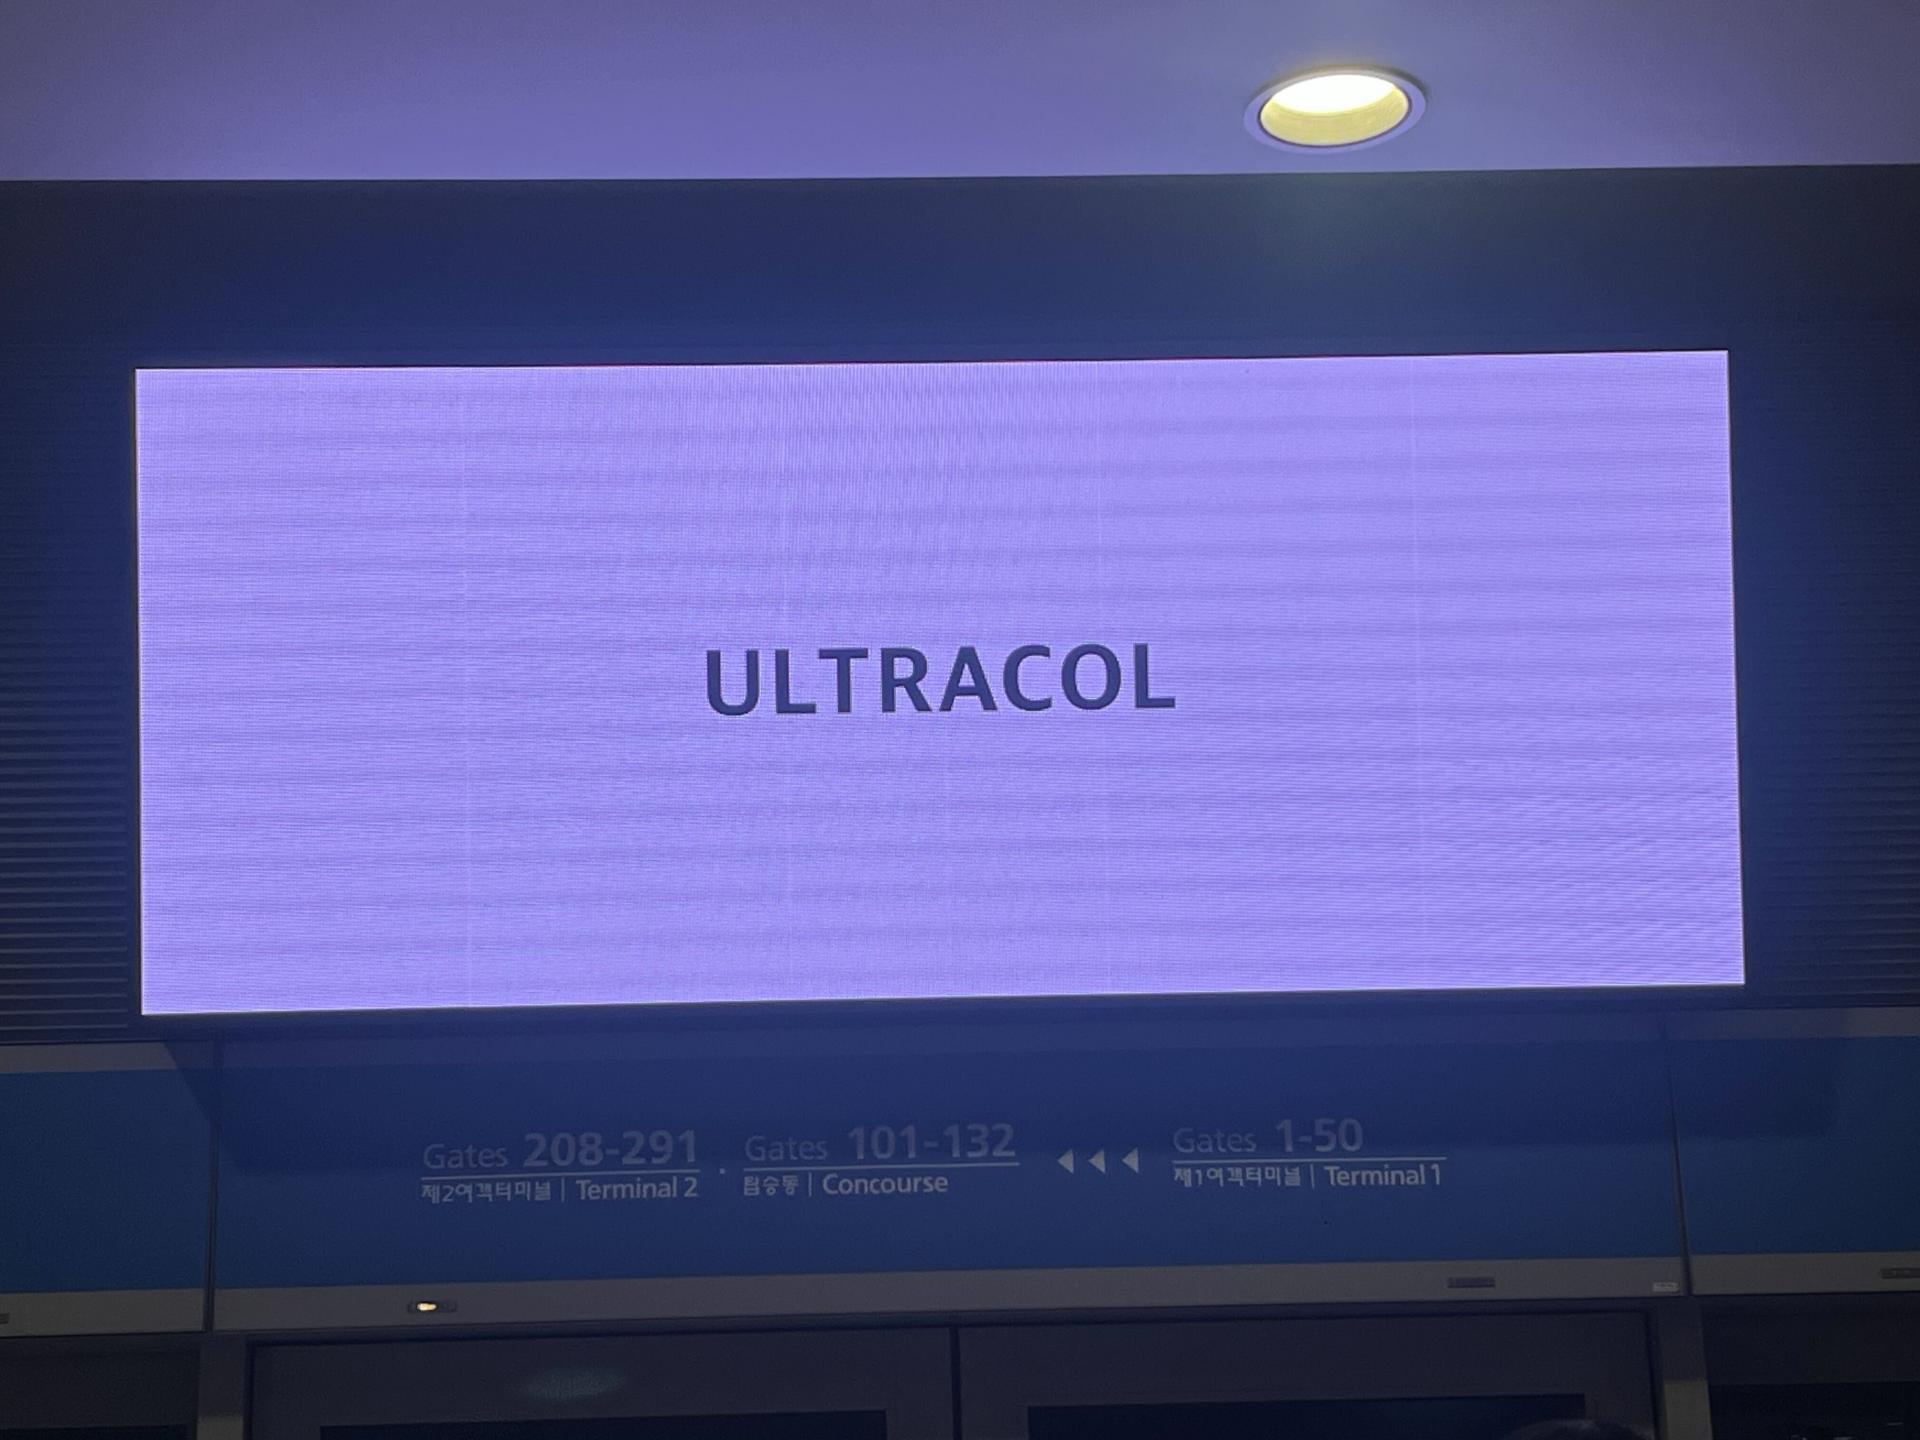 ULTRACOL
Gates 208-291 · Gates 101-132 Gates 1-50
제2여객터미널 | Terminal 2 탑승동 | Concourse 제1여객터미널 | Terminal 1